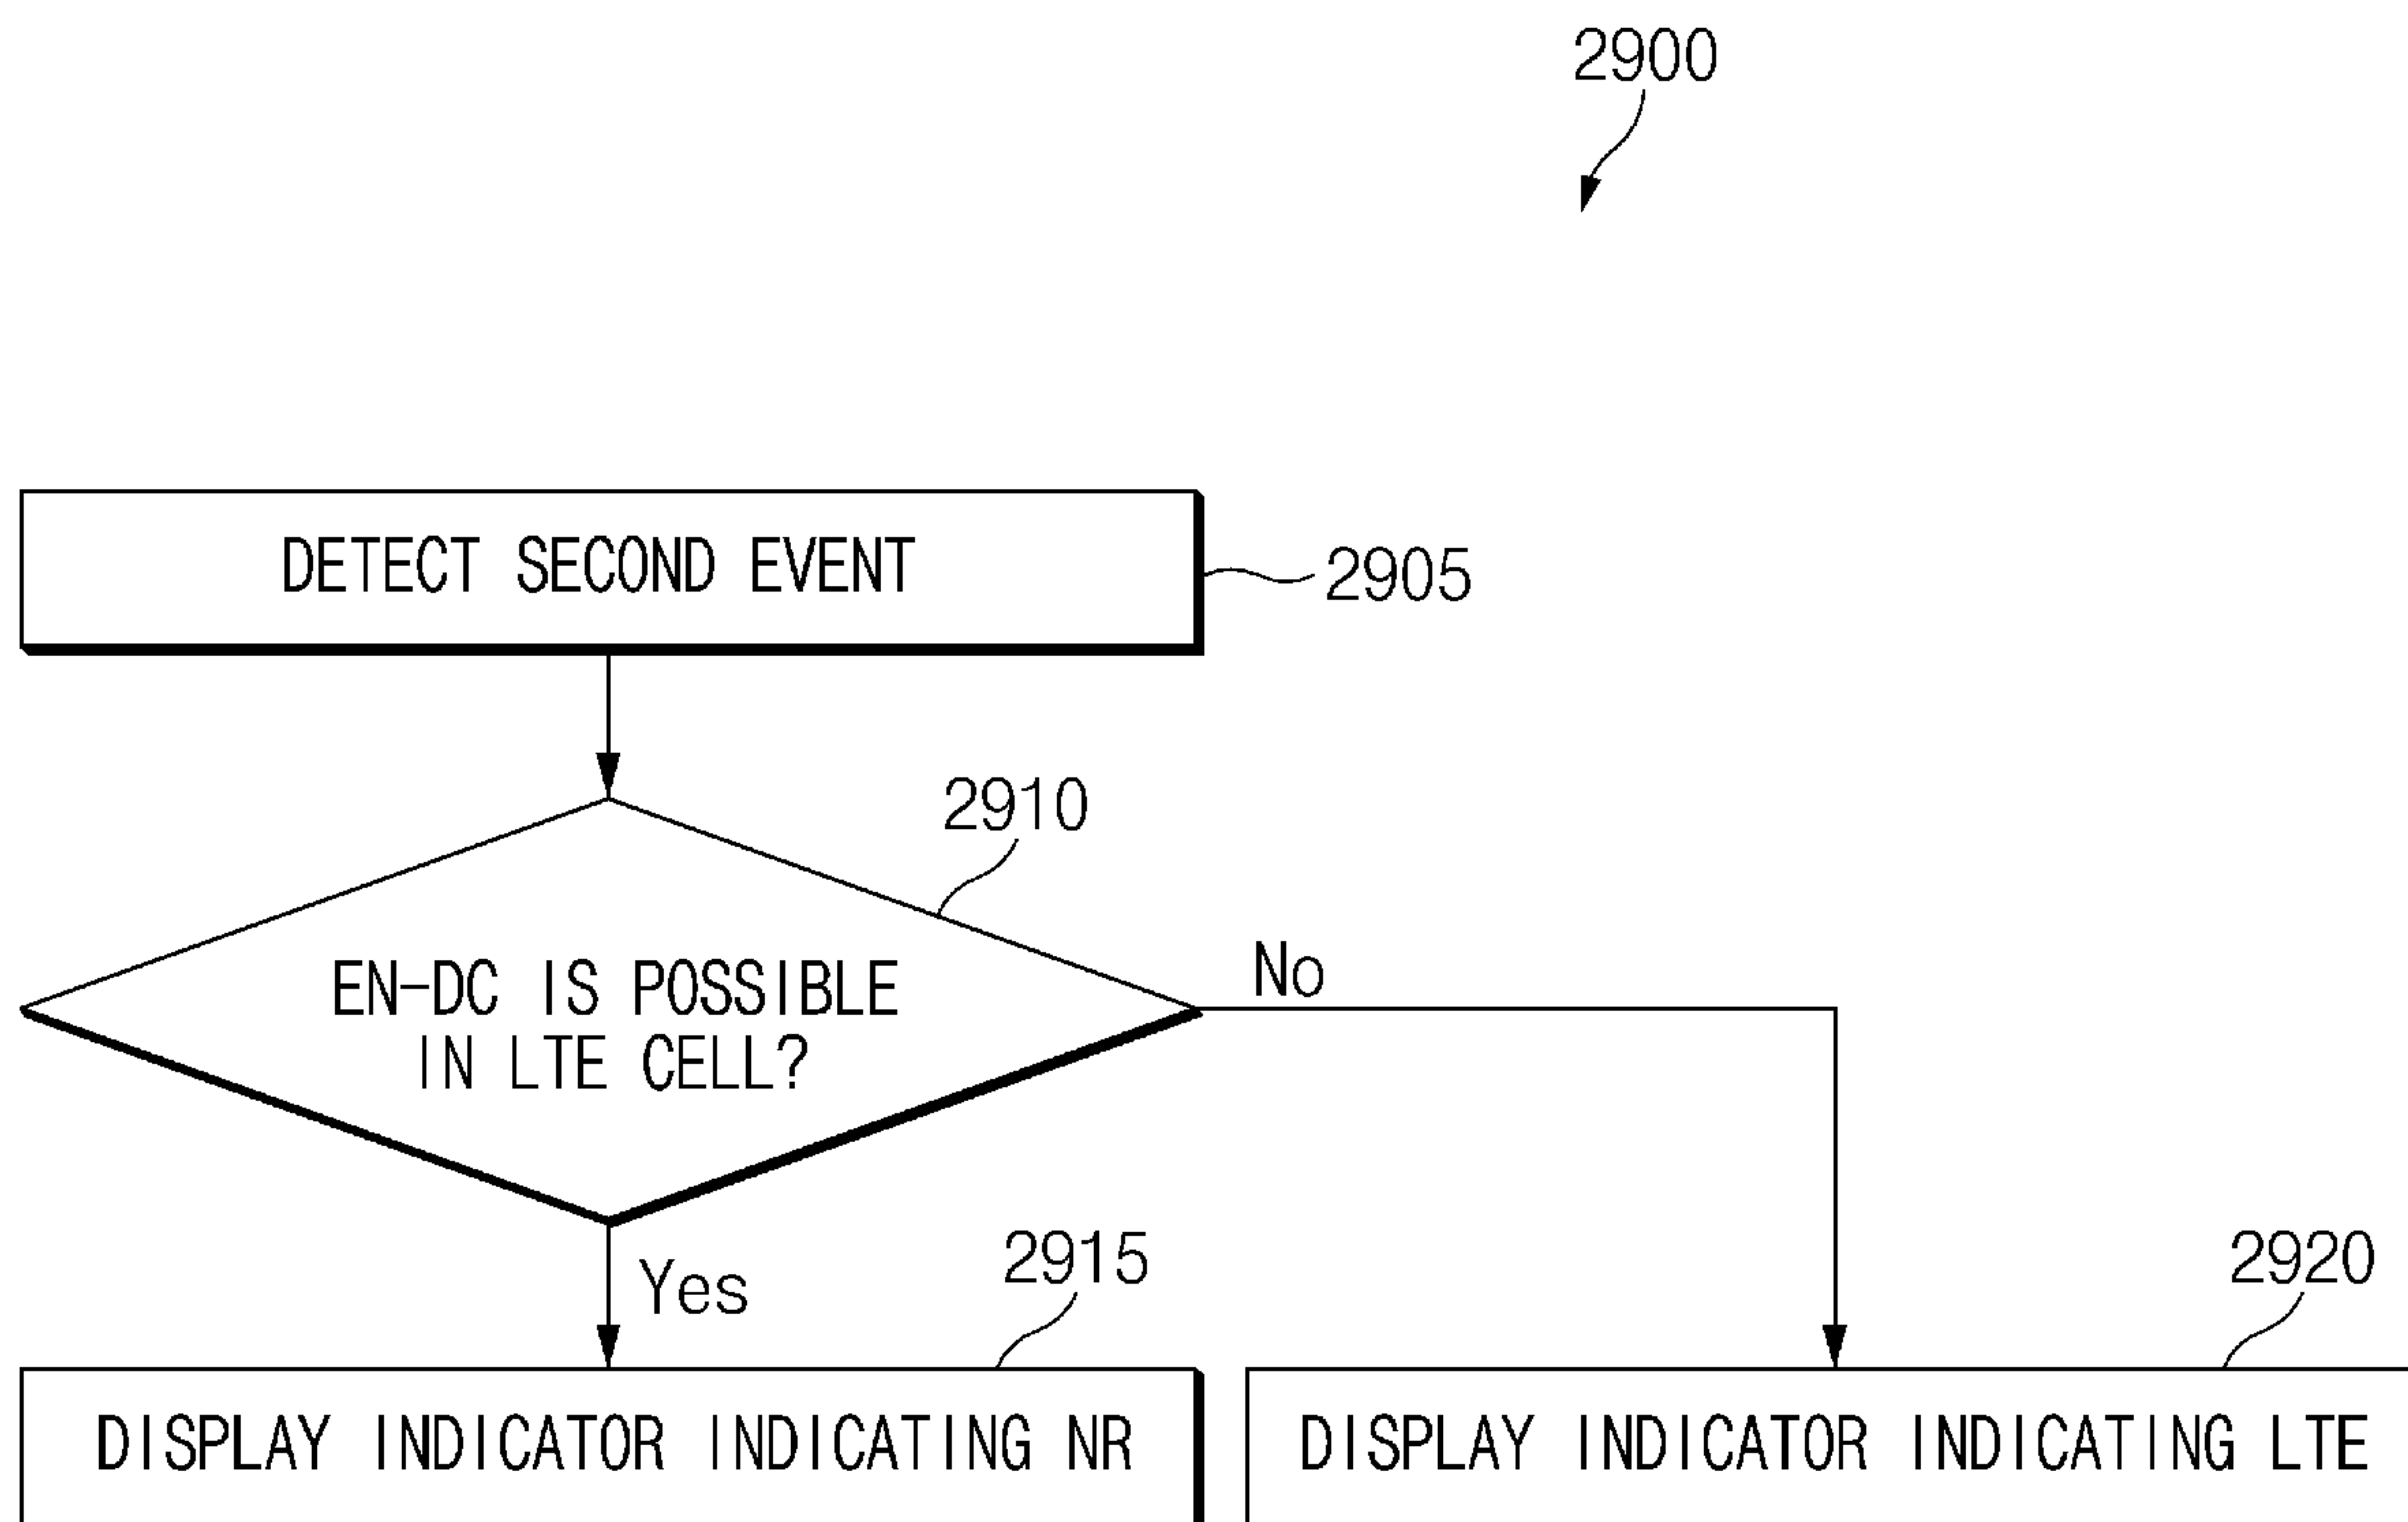 2900
DETECT SECOND EVENT
2905
2910
EN-DC IS POSSIBLE
IN LTE CELL?
No
Yes
2915
2920
DISPLAY INDICATOR INDICATING NR
DISPLAY INDICATOR INDICATING LTE